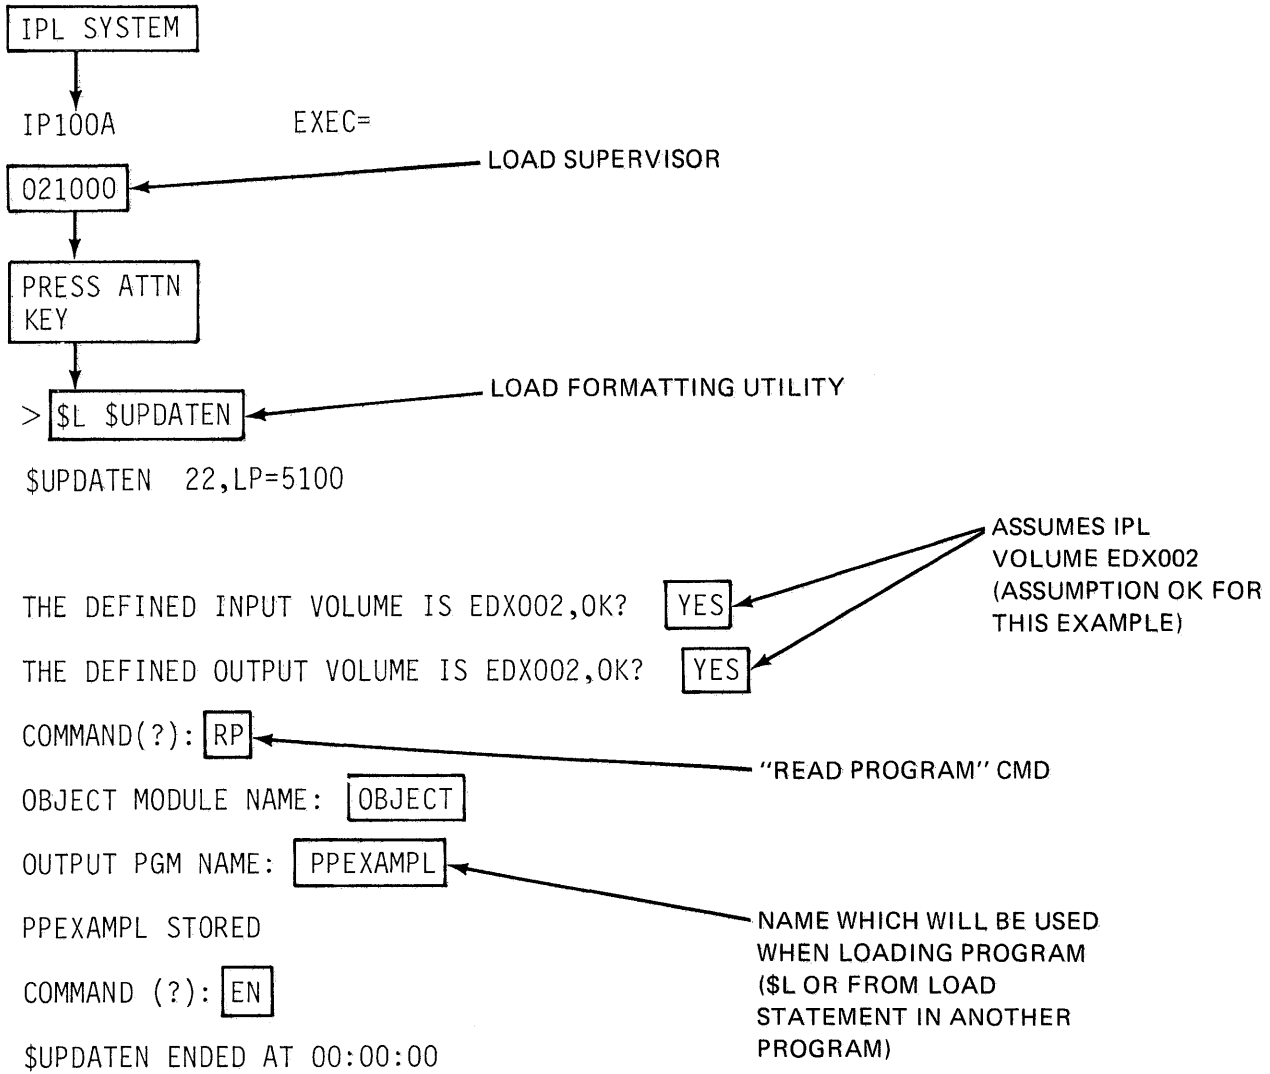 IPL SYSTEM
IP100A EXEC=
LOAD SUPERVISOR
021000
PRESS ATTN
KEY
LOAD FORMATTING UTILITY
> $L $UPDATEN
$UPDATEN 22,LP=5100
ASSUMES IPL
VOLUME EDX002
(ASSUMPTION OK FOR
THIS EXAMPLE)
THE DEFINED INPUT VOLUME IS EDX002,OK? YES
THE DEFINED OUTPUT VOLUME IS EDX002,OK? YES
COMMAND(?): RP
"READ PROGRAM" CMD
OBJECT MODULE NAME: OBJECT
OUTPUT PGM NAME: PPEXAMPL
PPEXAMPL STORED
NAME WHICH WILL BE USED
WHEN LOADING PROGRAM
($L OR FROM LOAD
STATEMENT IN ANOTHER
PROGRAM)
COMMAND (?): EN
$UPDATEN ENDED AT 00:00:00